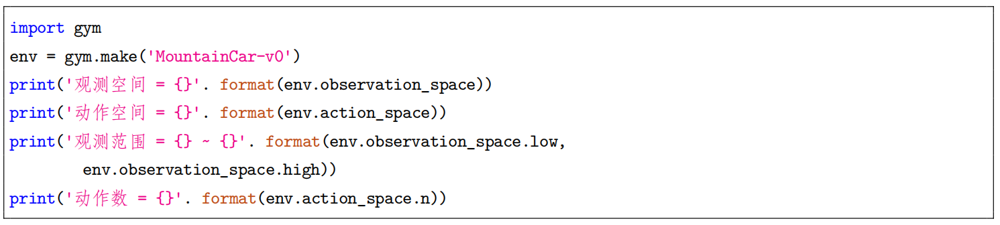 import gym
env = gym.make('MountainCar-v0')
print('观测空间 = {}'. format(env.observation_space))
print('动作空间 = {}'. format(env.action_space))
print('观测范围 = {} ~ {}'. format(env.observation_space.low,
env.observation_space.high))
print('动作数 = {}'. format(env.action_space.n))